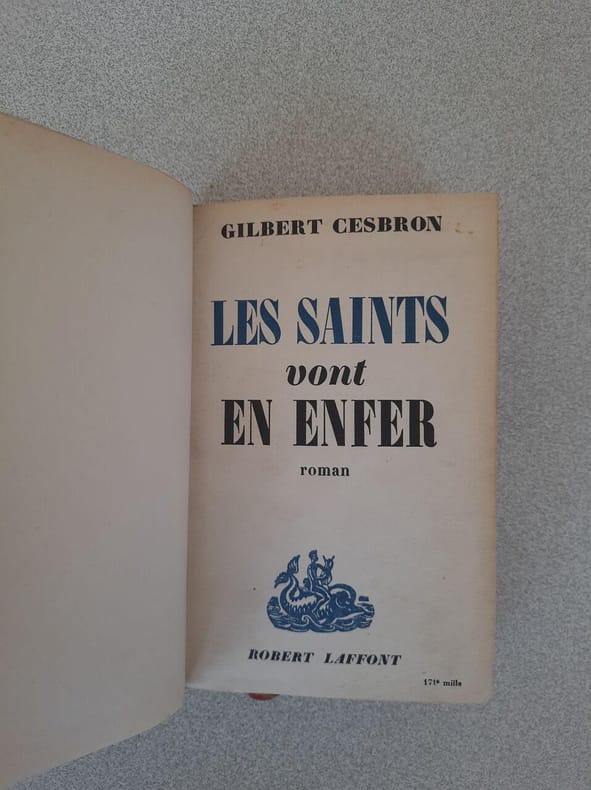 GILBERT CESBRON
LES SAINTS
vont
EN ENFER
roman
ROBERT LAFFONT
171e mille